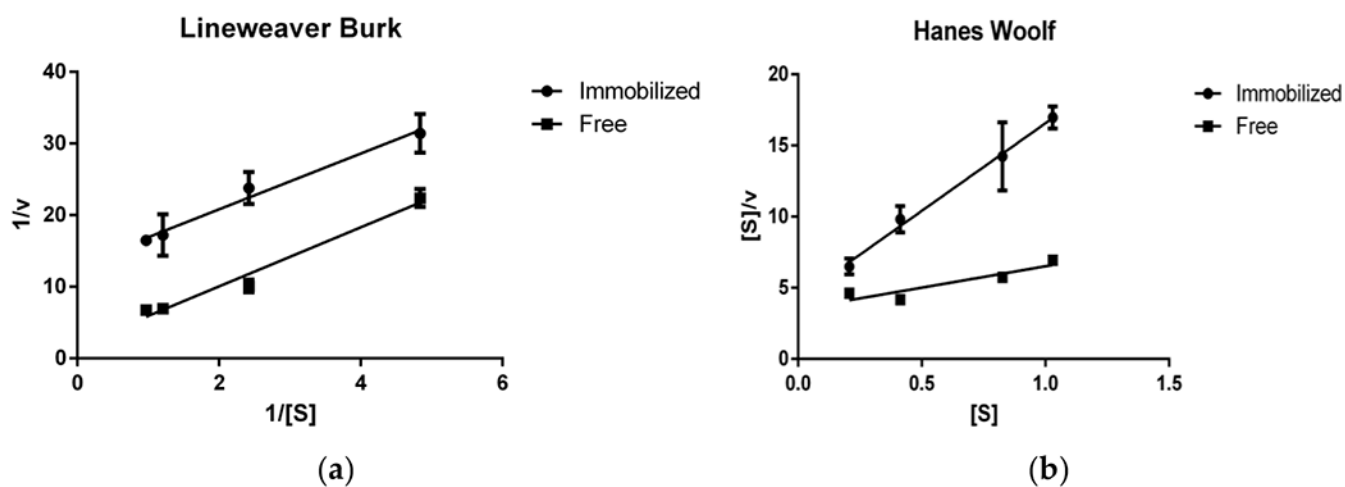 Lineweaver Burk
40
30
20
10
0
1/v
0 2 4 6
1/[S]
Immobilized
Free
(a)
Hanes Woolf
20
15
10
5
0
[S]/v
0.0 0.5 1.0 1.5
[S]
Immobilized
Free
(b)